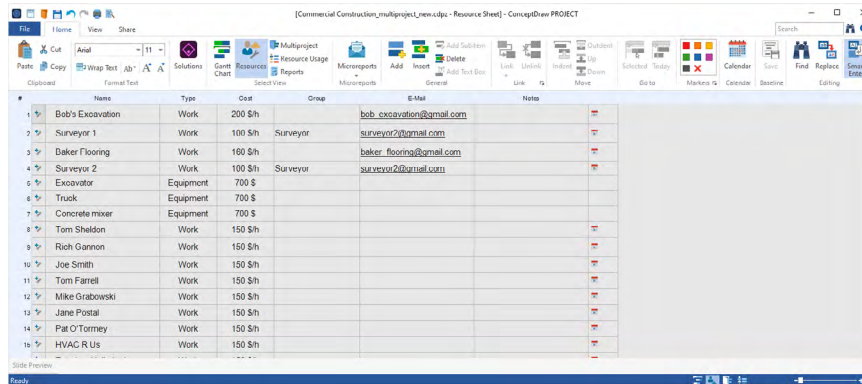 [Commercial Construction_multiproject_new.cdpz - Resource Sheet] - ConceptDraw PROJECT
File Home View Share Search
Paste Cut Copy Arial 11 Wrap Text Solutions Gantt Chart Resources Multiproject Resource Usage Reports Microreports Add Insert Add Subitem Delete Add Text Box Link Unlink Indent Outdent Up Down Selected Today Calendar Save Find Replace Smart Enter
Clipboard Format Text Select View Microreports General Link Move Go to Markers Calendar Baseline Editing
# Name Type Cost Group E-Mail Notes
1 Bob's Excavation Work 200 $/h bob_excavation@gmail.com
2 Surveyor 1 Work 100 $/h Surveyor surveyor2@gmail.com
3 Baker Flooring Work 160 $/h baker_flooring@gmail.com
4 Surveyor 2 Work 100 $/h Surveyor surveyor2@gmail.com
5 Excavator Equipment 700 $
6 Truck Equipment 700 $
7 Concrete mixer Equipment 700 $
8 Tom Sheldon Work 150 $/h
9 Rich Gannon Work 150 $/h
10 Joe Smith Work 150 $/h
11 Tom Farrell Work 150 $/h
12 Mike Grabowski Work 150 $/h
13 Jane Postal Work 150 $/h
14 Pat O'Tormey Work 150 $/h
15 HVAC R Us Work 150 $/h
Slide Preview
Ready